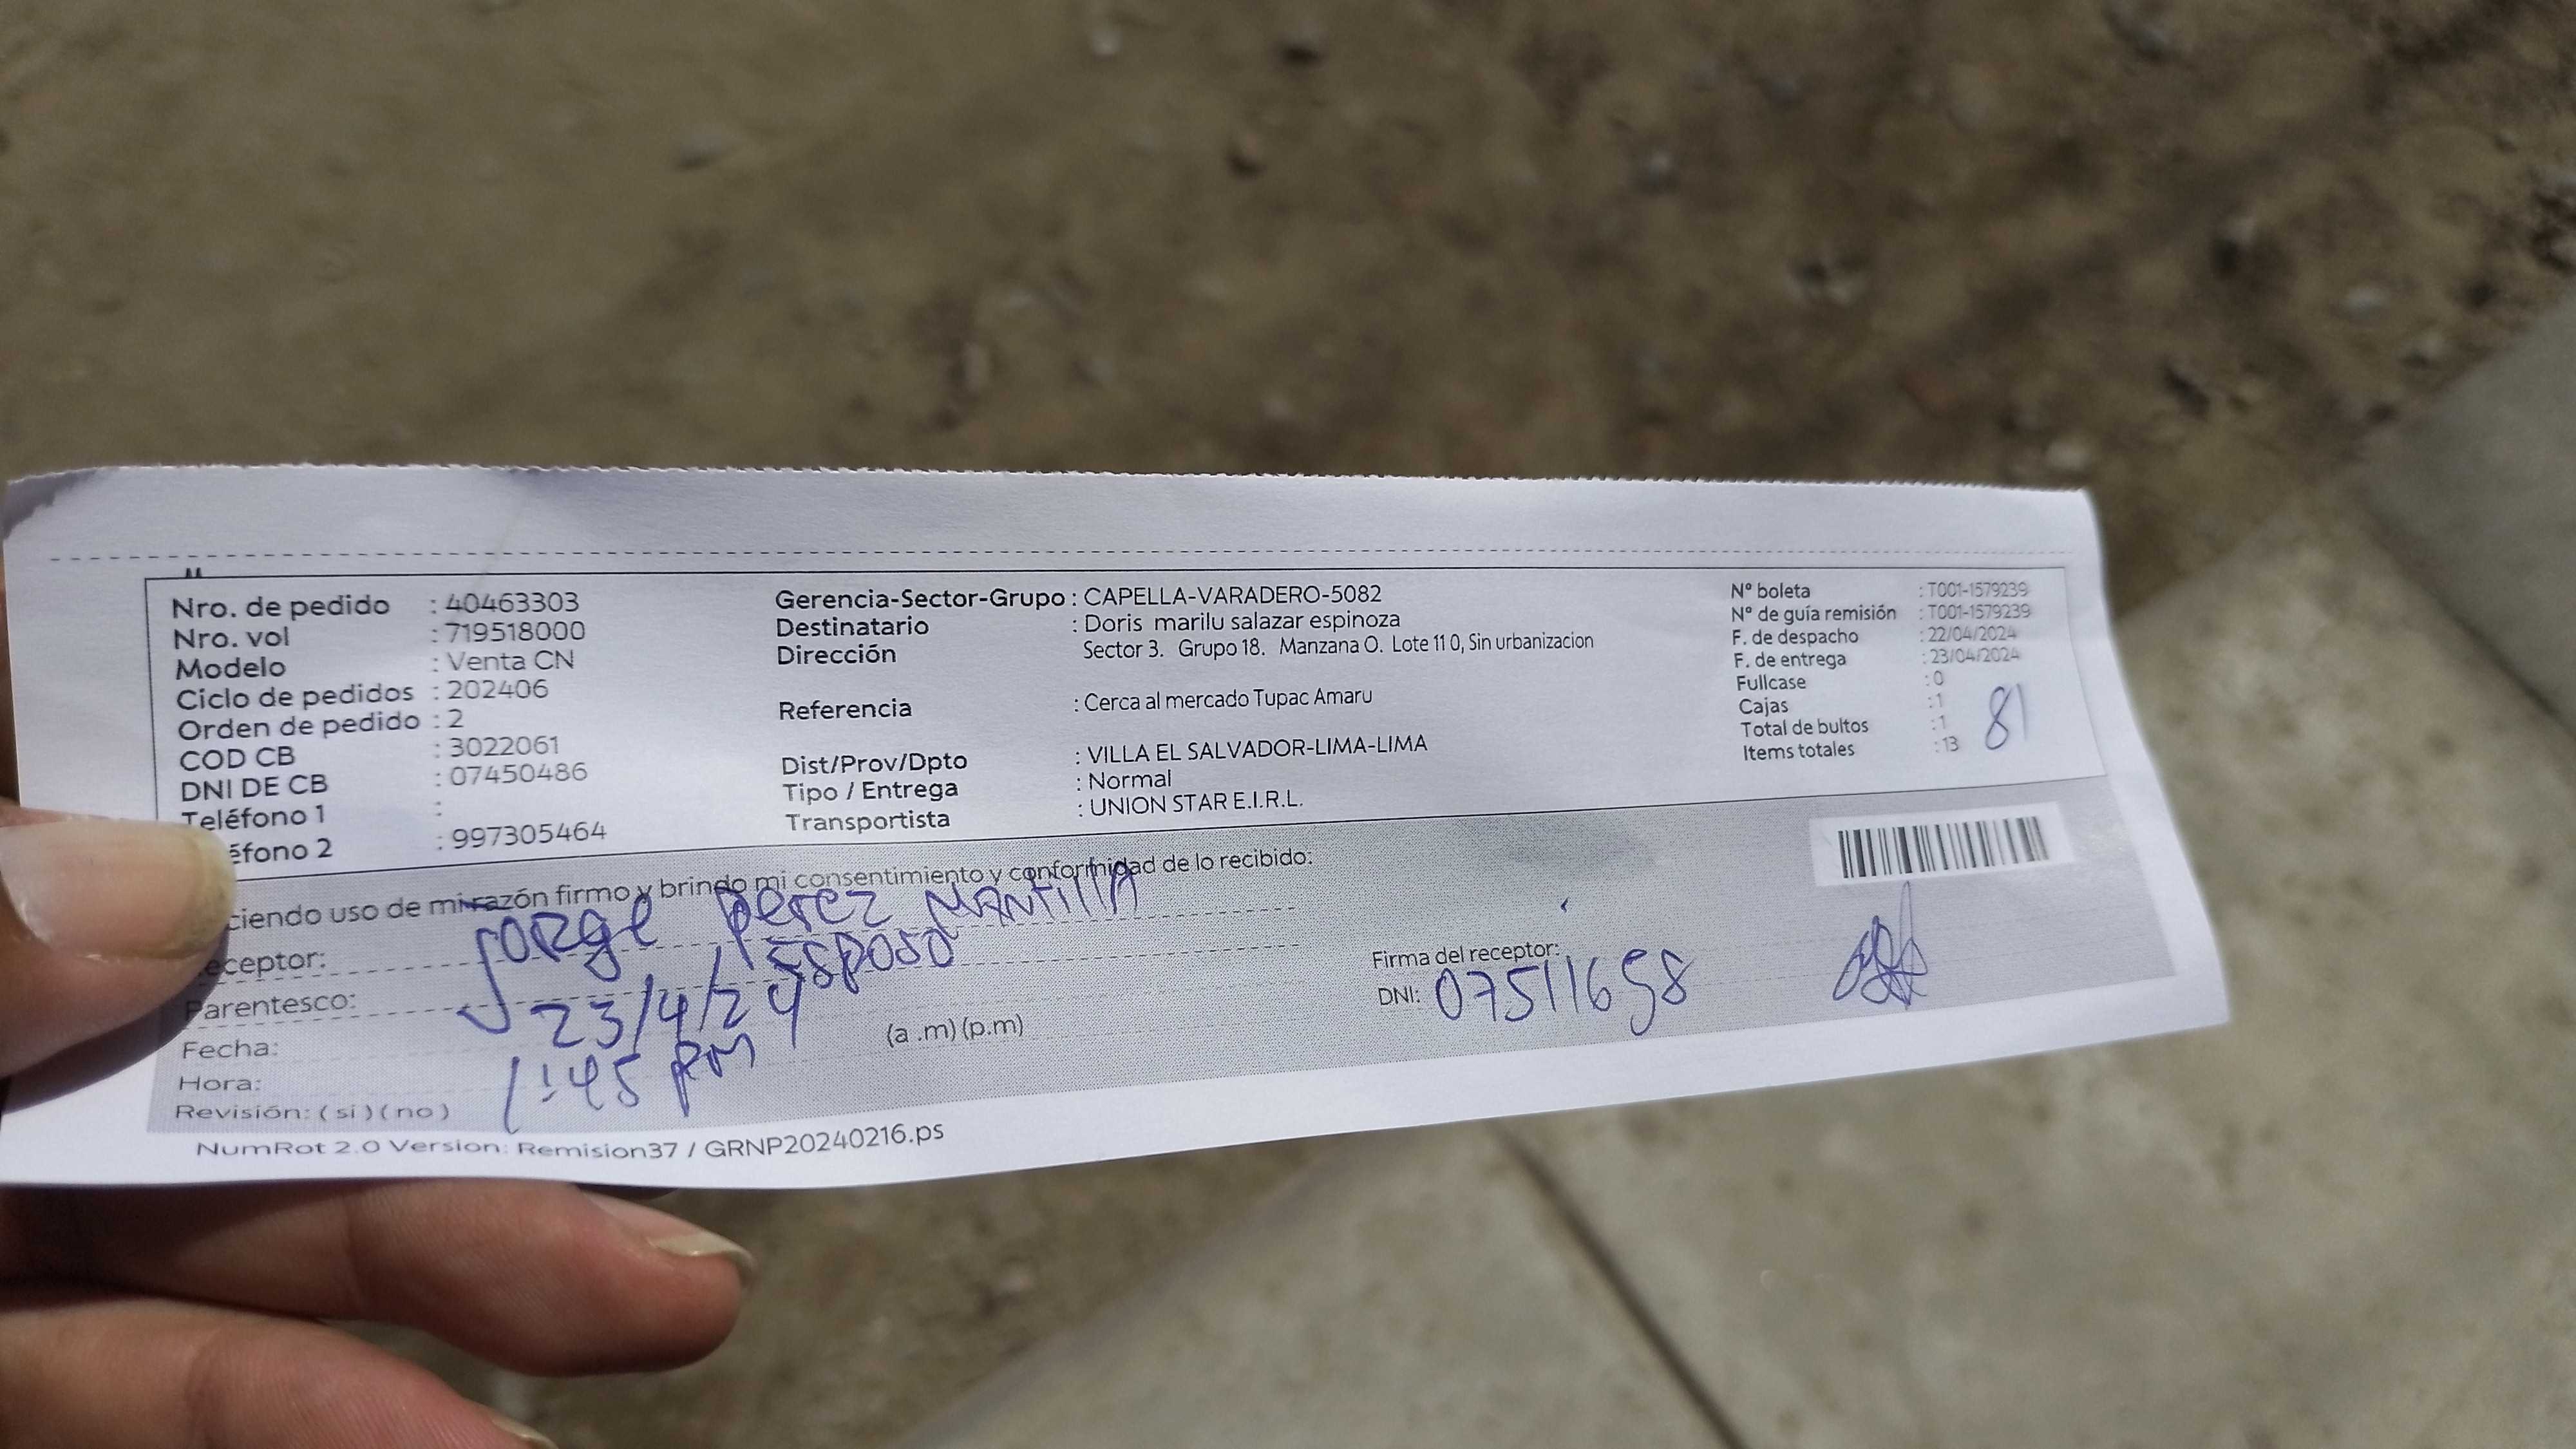 Nro. de pedido : 40463303
Nro. vol : 719518000
Modelo : Venta CN
Ciclo de pedidos : 202406
Orden de pedido : 2
COD CB : 3022061
DNI DE CB : 07450486
Teléfono 1 :
éfono 2 : 997305464
Gerencia-Sector-Grupo : CAPELLA-VARADERO-5082
Destinatario : Doris marilu salazar espinoza
Dirección Sector 3. Grupo 18. Manzana O. Lote 11 0, Sin urbanizacion
Referencia : Cerca al mercado Tupac Amaru
Dist/Prov/Dpto : VILLA EL SALVADOR-LIMA-LIMA
Tipo / Entrega : Normal
Transportista : UNION STAR E.I.R.L.
N° boleta : T001-1579239
N° de guía remisión : T001-1579239
F. de despacho : 22/04/2024
F. de entrega : 23/04/2024
Fullcase : 0
Cajas : 1
Total de bultos : 1
Items totales : 13
81
ciendo uso de mi razón firmo y brindo mi consentimiento y conformidad de lo recibido:
eceptor: Jorge Perez MANTILLA
Parentesco: ESPOSO
Fecha: 23/4/24
Hora: 1:45 PM (a .m) (p.m)
Revisión: ( si ) ( no )
Firma del receptor:
DNI: 07511658
NumRot 2.0 Version: Remision37 / GRNP20240216.ps